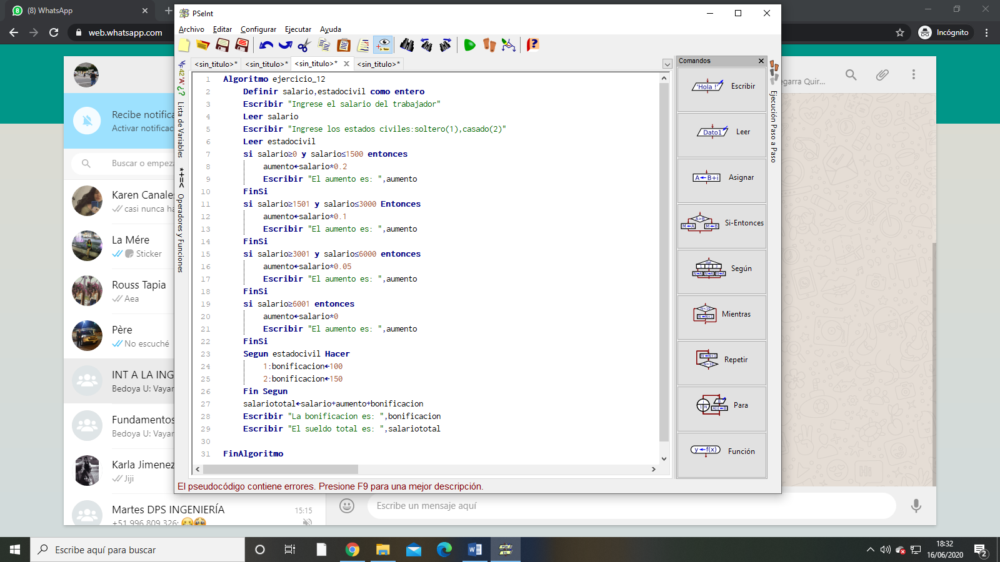 (8) WhatsApp
web.whatsapp.com
Incógnito
PSeInt
Archivo Editar Configurar Ejecutar Ayuda
<sin_titulo>* <sin_titulo>* <sin_titulo>* <sin_titulo>*
Lista de Variables
Operadores y Funciones
1 Algoritmo ejercicio_12
2 Definir salario,estadocivil como entero
3 Escribir "Ingrese el salario del trabajador"
4 Leer salario
5 Escribir "Ingrese los estados civiles:soltero(1),casado(2)"
6 Leer estadocivil
7 si salario≥0 y salario≤1500 entonces
8 aumento←salario*0.2
9 Escribir "El aumento es: ",aumento
10 FinSi
11 si salario≥1501 y salario≤3000 Entonces
12 aumento←salario*0.1
13 Escribir "El aumento es: ",aumento
14 FinSi
15 si salario≥3001 y salario≤6000 entonces
16 aumento←salario*0.05
17 Escribir "El aumento es: ",aumento
18 FinSi
19 si salario≥6001 entonces
20 aumento←salario*0
21 Escribir "El aumento es: ",aumento
22 FinSi
23 Segun estadocivil Hacer
24 1:bonificacion←100
25 2:bonificacion←150
26 Fin Segun
27 salariototal←salario+aumento+bonificacion
28 Escribir "La bonificacion es: ",bonificacion
29 Escribir "El sueldo total es: ",salariototal
30
31 FinAlgoritmo
El pseudocódigo contiene errores. Presione F9 para una mejor descripción.
Comandos
'Hola !' Escribir
Dato1 Leer
A←B+i Asignar
Si-Entonces
Según
Mientras
Repetir
Para
y←f(x) Función
Ejecución Paso a Paso
egarra Quir...
Recibe notifica
Activar notificac
Buscar o empeza
Karen Canales
casi nunca ha
La Mére
Sticker
Rouss Tapia
Aea
Père
No escuché
INT A LA ING
Bedoya U: Vayan
Fundamentos
Bedoya U: Vayan
Karla Jimenez
Jiji
Martes DPS INGENIERÍA 15:15
+51 996 809 326:
Escribe un mensaje aquí
Escribe aquí para buscar
18:32
16/06/2020
2